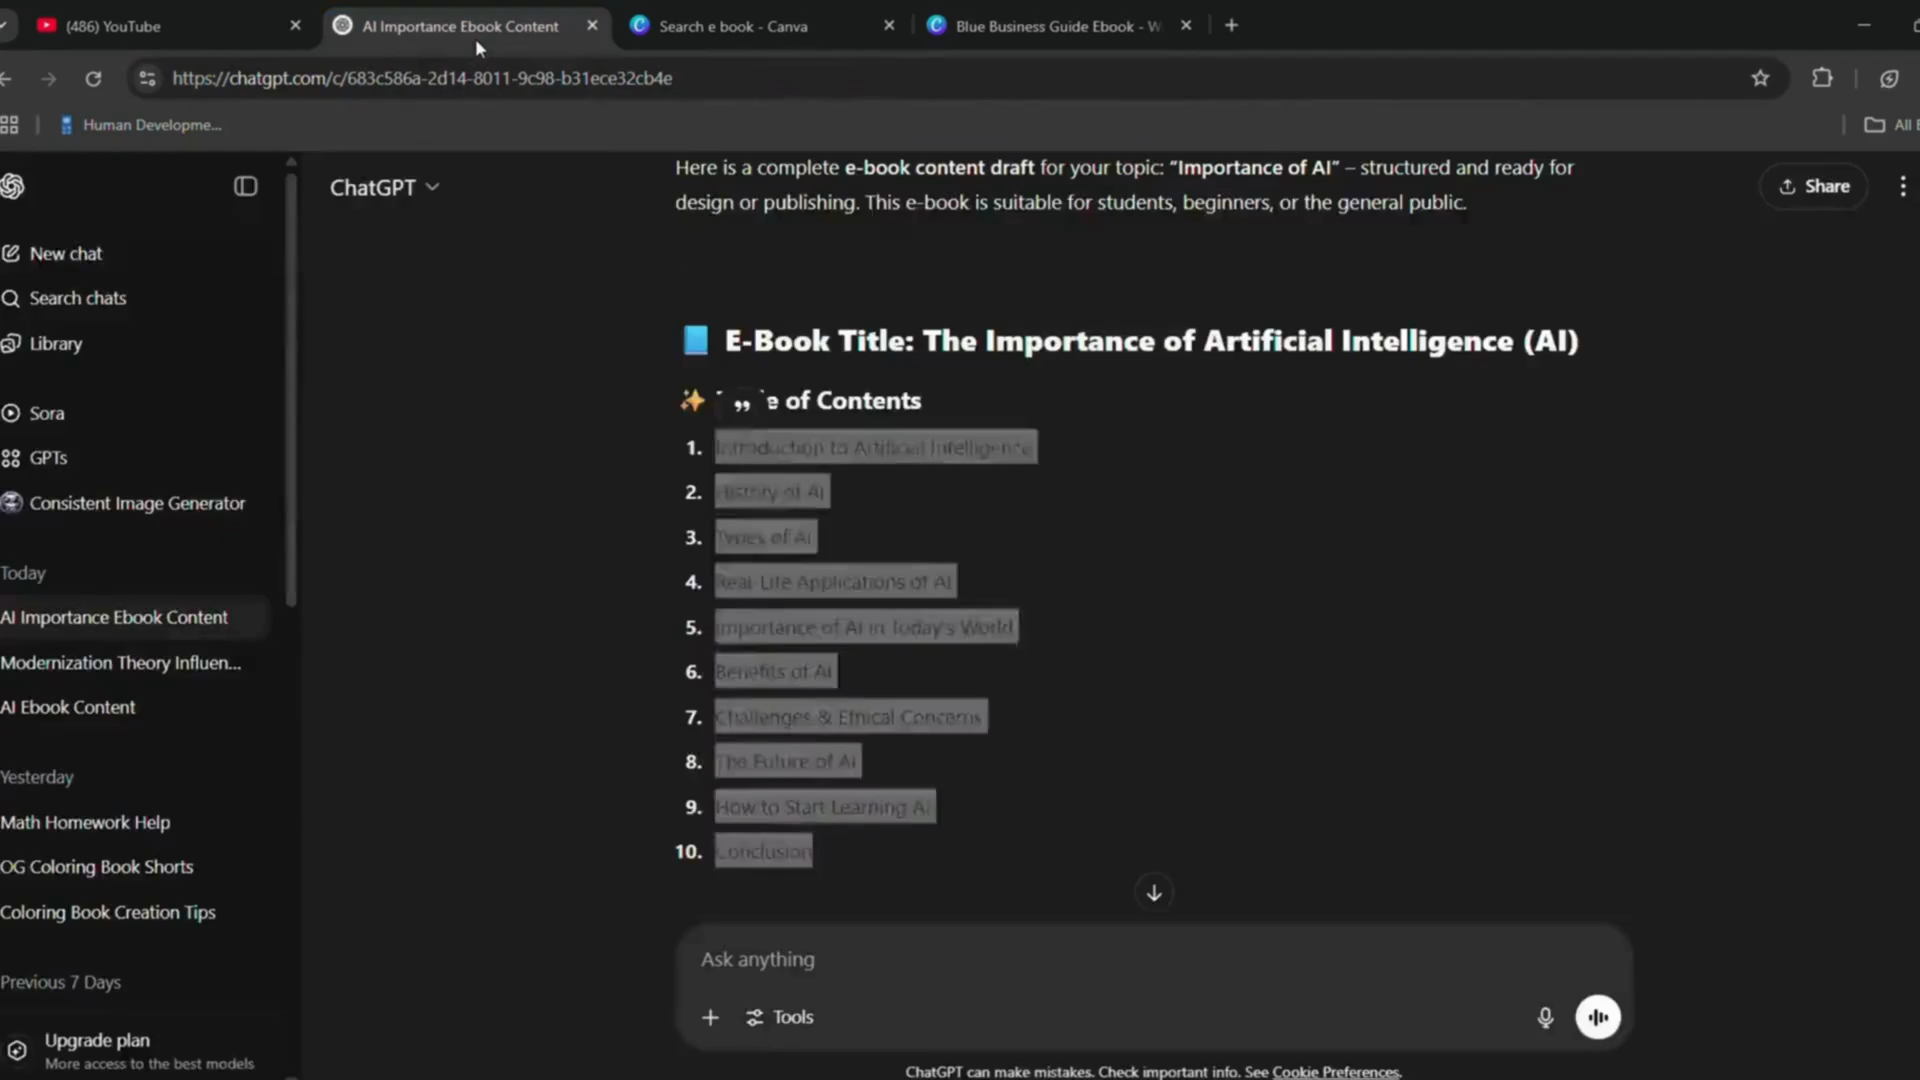 (486) YouTube
AI Importance Ebook Content
Search e book - Canva
Blue Business Guide Ebook - W
https://chatgpt.com/c/683c586a-2d14-8011-9c98-b31ece32cb4e
Human Developme...
All
ChatGPT
Share
New chat
Search chats
Library
Sora
GPTs
Consistent Image Generator
Today
AI Importance Ebook Content
Modernization Theory Influen...
AI Ebook Content
Yesterday
Math Homework Help
OG Coloring Book Shorts
Coloring Book Creation Tips
Previous 7 Days
Upgrade plan
More access to the best models
Here is a complete e-book content draft for your topic: “Importance of AI” – structured and ready for
design or publishing. This e-book is suitable for students, beginners, or the general public.
📘 E-Book Title: The Importance of Artificial Intelligence (AI)
✨ of Contents
1. Introduction to Artificial Intelligence
2. History of AI
3. Types of AI
4. Real-Life Applications of AI
5. Importance of AI in Today's World
6. Benefits of AI
7. Challenges & Ethical Concerns
8. The Future of AI
9. How to Start Learning AI
10. Conclusion
Ask anything
Tools
ChatGPT can make mistakes. Check important info. See Cookie Preferences.